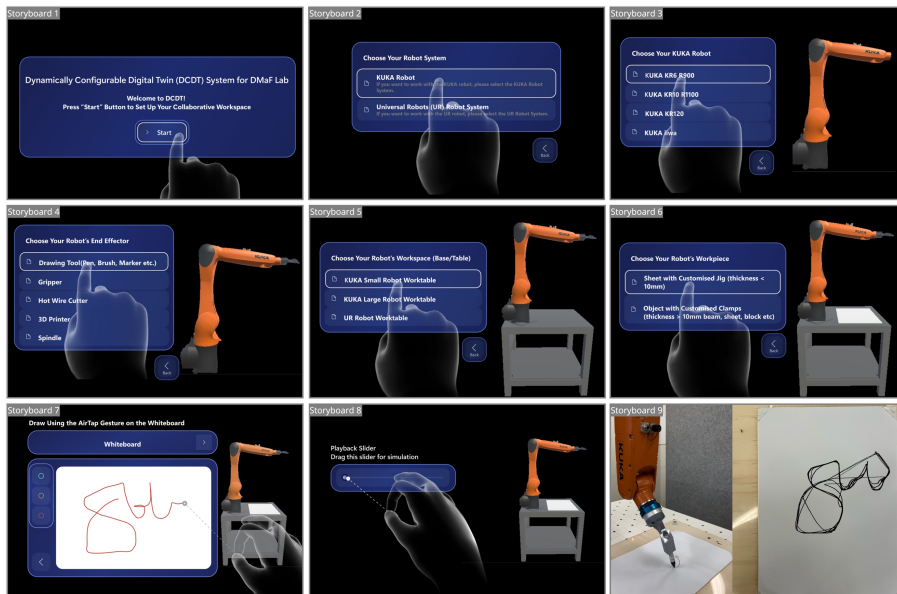 Storyboard 1
Dynamically Configurable Digital Twin (DCDT) System for DMaF Lab
Welcome to DCDT!
Press "Start" Button to Set Up Your Collaborative Workspace
Start
Storyboard 2
Choose Your Robot System
KUKA Robot
If you want to work with the KUKA robot, please select the KUKA Robot
System.
Universal Robots (UR) Robot System
If you want to work with the UR robot, please select the UR Robot System.
Back
Storyboard 3
Choose Your KUKA Robot
KUKA KR6 R900
KUKA KR10 R1100
KUKA KR120
KUKA iiwa
Back
KUKA
Storyboard 4
Choose Your Robot's End Effector
Drawing Tool(Pen, Brush, Marker etc.)
Gripper
Hot Wire Cutter
3D Printer
Spindle
Back
KUKA
Storyboard 5
Choose Your Robot's Workspace (Base/Table)
KUKA Small Robot Worktable
KUKA Large Robot Worktable
UR Robot Worktable
Back
KUKA
Storyboard 6
Choose Your Robot's Workpiece
Sheet with Customised Jig (thickness <
10mm)
Object with Customised Clamps
(thickness > 10mm beam, sheet, block etc)
Back
KUKA
Storyboard 7
Draw Using the AirTap Gesture on the Whiteboard
Whiteboard
KUKA
Storyboard 8
Playback Slider
Drag this slider for simulation
KUKA
Storyboard 9
KUKA